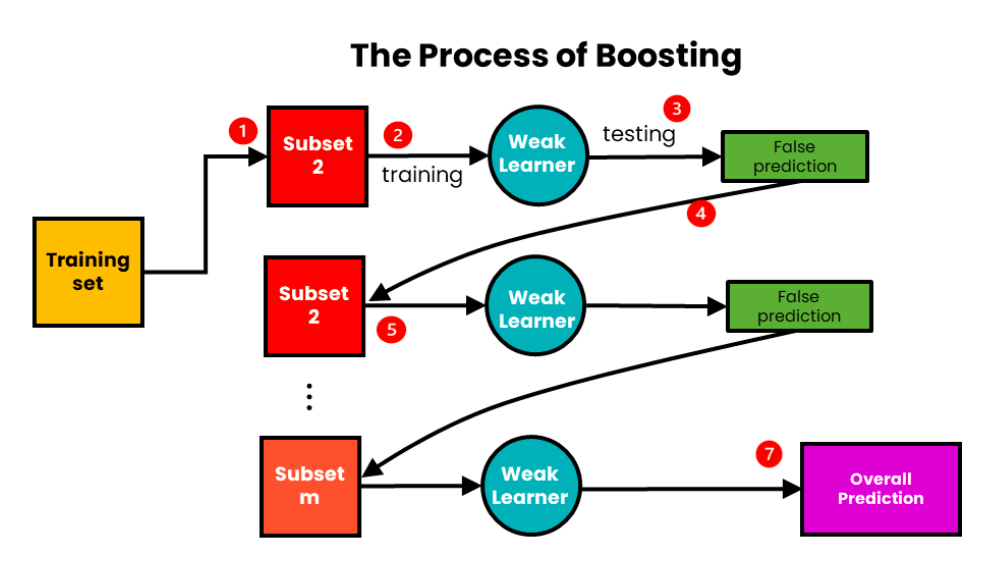 The Process of Boosting
1
Subset
2
2
training
Weak
Learner
3
testing
False
prediction
4
Training
set
Subset
2
5
Weak
Learner
False
prediction
Subset
m
Weak
Learner
7
Overall
Prediction